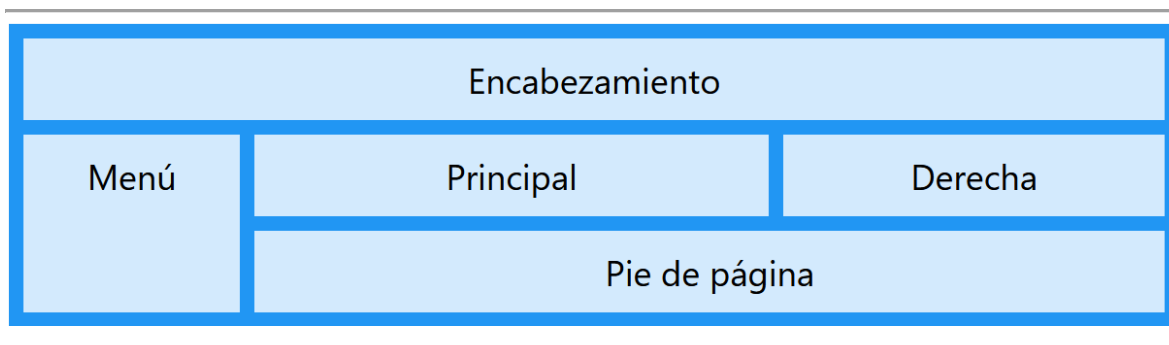 Encabezamiento
Menú
Principal
Derecha
Pie de página